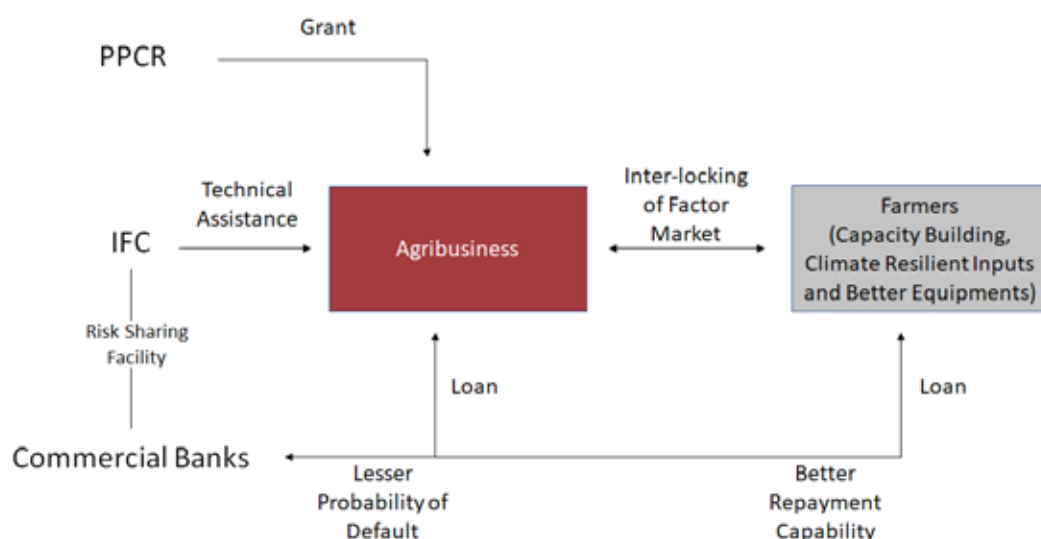 Grant
PPCR
Technical
Assistance
IFC
Agribusiness
Inter-locking
of Factor
Market
Farmers
(Capacity Building,
Climate Resilient Inputs
and Better Equipments)
Risk Sharing
Facility
Loan
Loan
Commercial Banks
Lesser
Probability of
Default
Better
Repayment
Capability